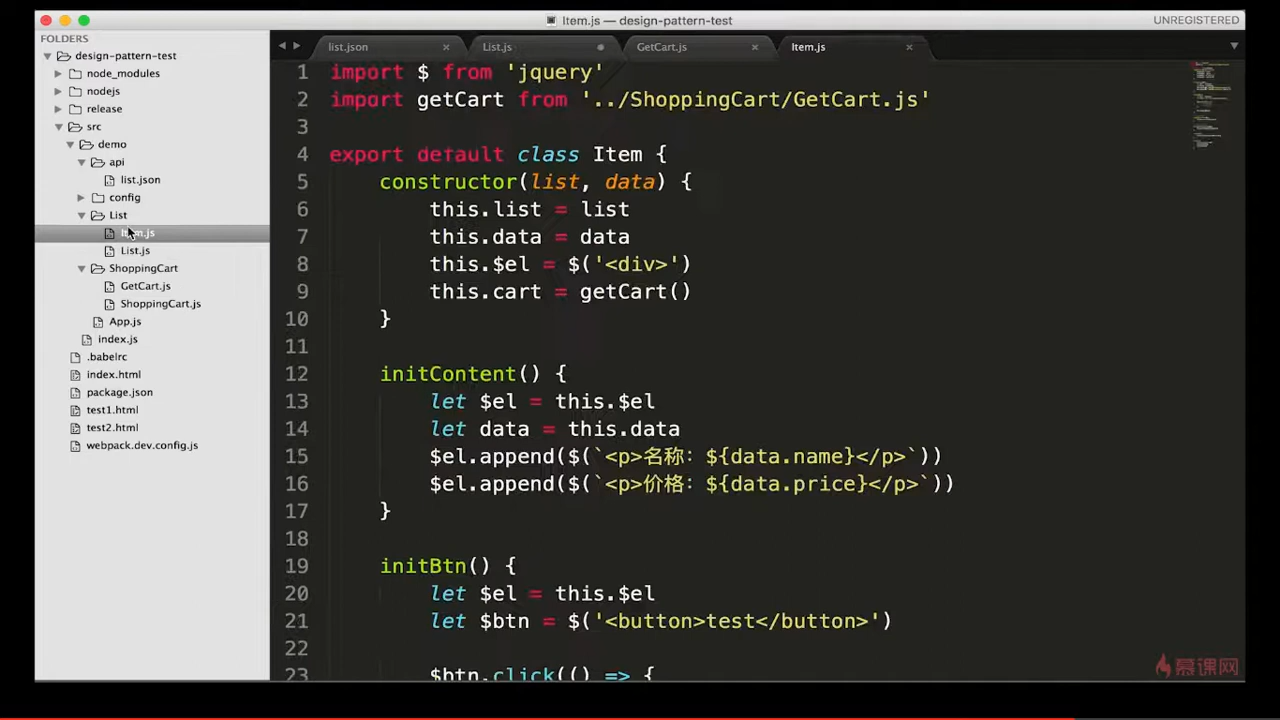 Item.js — design-pattern-test
UNREGISTERED
FOLDERS
design-pattern-test
node_modules
nodejs
release
src
demo
api
list.json
config
List
Item.js
List.js
ShoppingCart
GetCart.js
ShoppingCart.js
App.js
index.js
.babelrc
index.html
package.json
test1.html
test2.html
webpack.dev.config.js
list.json
List.js
GetCart.js
Item.js
1 import $ from 'jquery'
2 import getCart from '../ShoppingCart/GetCart.js'
3
4 export default class Item {
5 constructor(list, data) {
6 this.list = list
7 this.data = data
8 this.$el = $('<div>')
9 this.cart = getCart()
10 }
11
12 initContent() {
13 let $el = this.$el
14 let data = this.data
15 $el.append($(`<p>名称：${data.name}</p>`))
16 $el.append($(`<p>价格：${data.price}</p>`))
17 }
18
19 initBtn() {
20 let $el = this.$el
21 let $btn = $('<button>test</button>')
22
23 $btn.click(() => {
慕课网